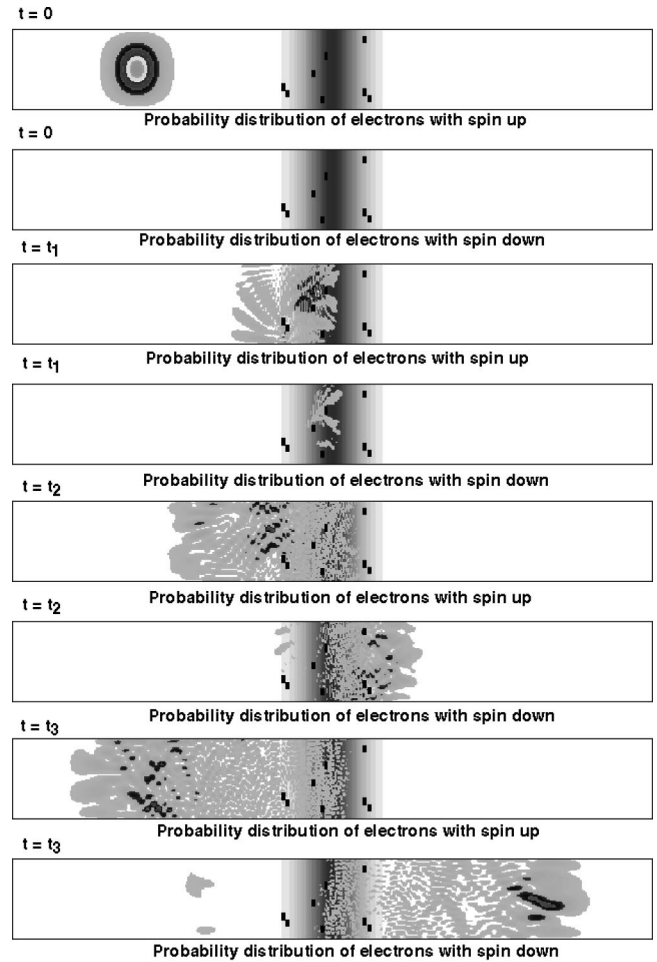 t = 0
Probability distribution of electrons with spin up
t = 0
Probability distribution of electrons with spin down
t = t1
Probability distribution of electrons with spin up
t = t1
Probability distribution of electrons with spin down
t = t2
Probability distribution of electrons with spin up
t = t2
Probability distribution of electrons with spin down
t = t3
Probability distribution of electrons with spin up
t = t3
Probability distribution of electrons with spin down